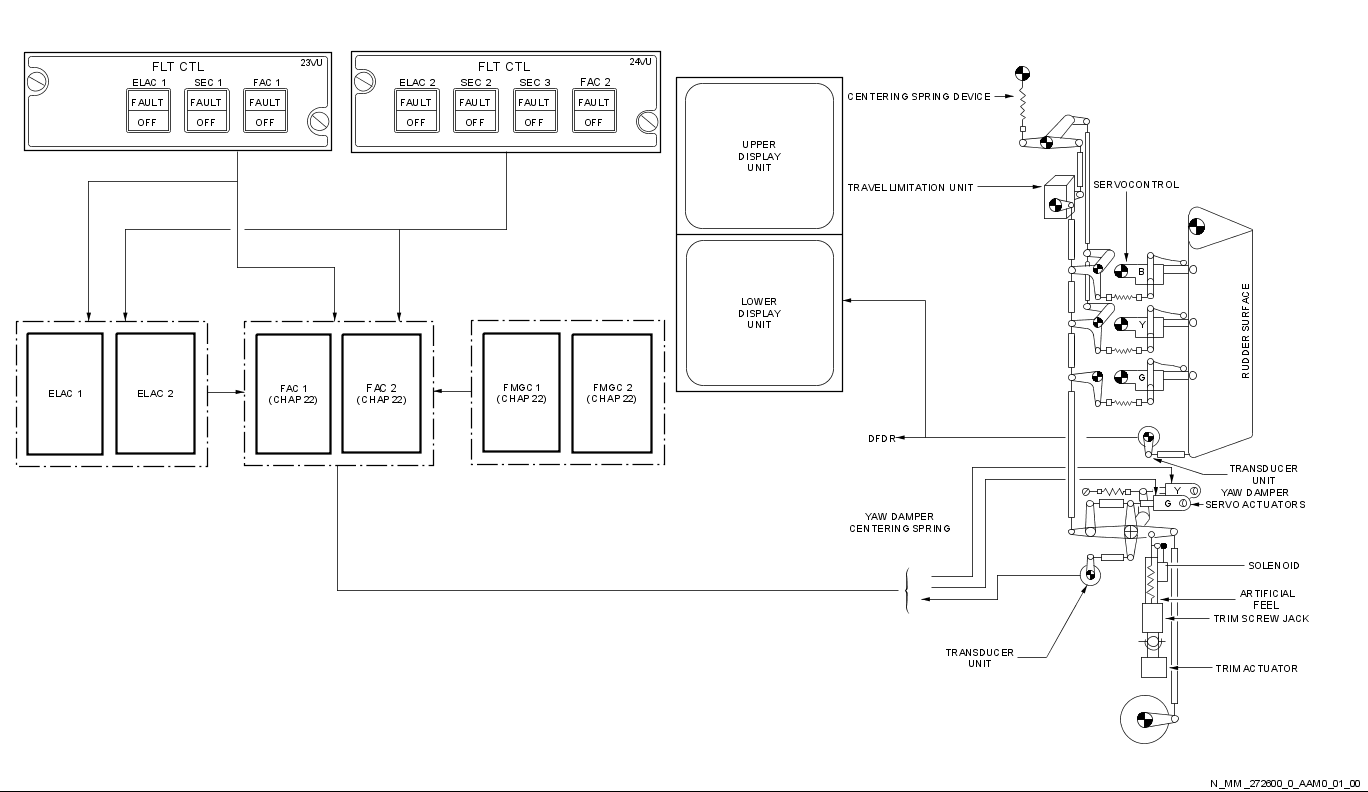 FLT CTL
23VU
ELAC 1
SEC 1
FAC 1
FAULT
FAULT
FAULT
OFF
OFF
OFF
FLT CTL
24VU
ELAC 2
SEC 2
SEC 3
FAC 2
FAULT
FAULT
FAULT
FAULT
OFF
OFF
OFF
OFF
UPPER
DISPLAY
UNIT
LOWER
DISPLAY
UNIT
CENTERING SPRING DEVICE
TRAVEL LIMITATION UNIT
SERVOCONTROL
B
Y
G
RUDDER SURFACE
ELAC 1
ELAC 2
FAC 1
(CHAP 22)
FAC 2
(CHAP 22)
FMGC 1
(CHAP 22)
FMGC 2
(CHAP 22)
DFDR
TRANSDUCER
UNIT
YAW DAMPER
SERVO ACTUATORS
Y
G
YAW DAMPER
CENTERING SPRING
SOLENOID
ARTIFICIAL
FEEL
TRIM SCREW JACK
TRANSDUCER
UNIT
TRIM ACTUATOR
N_MM_272600_0_AAM0_01_00